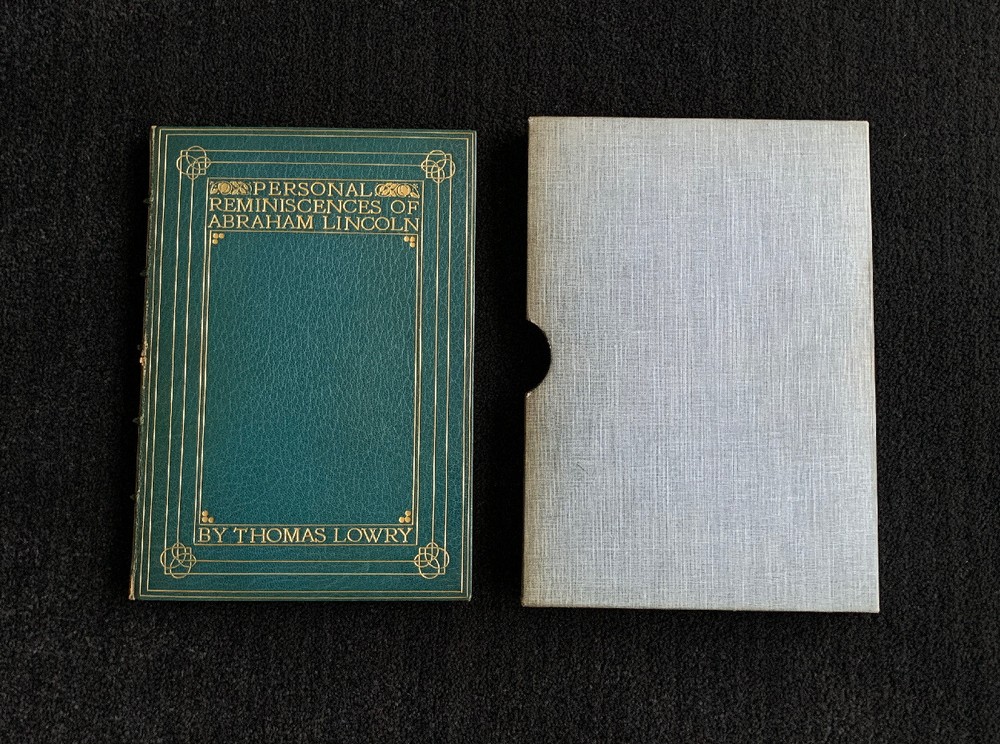 PERSONAL
REMINISCENCES OF
ABRAHAM LINCOLN
BY THOMAS LOWRY